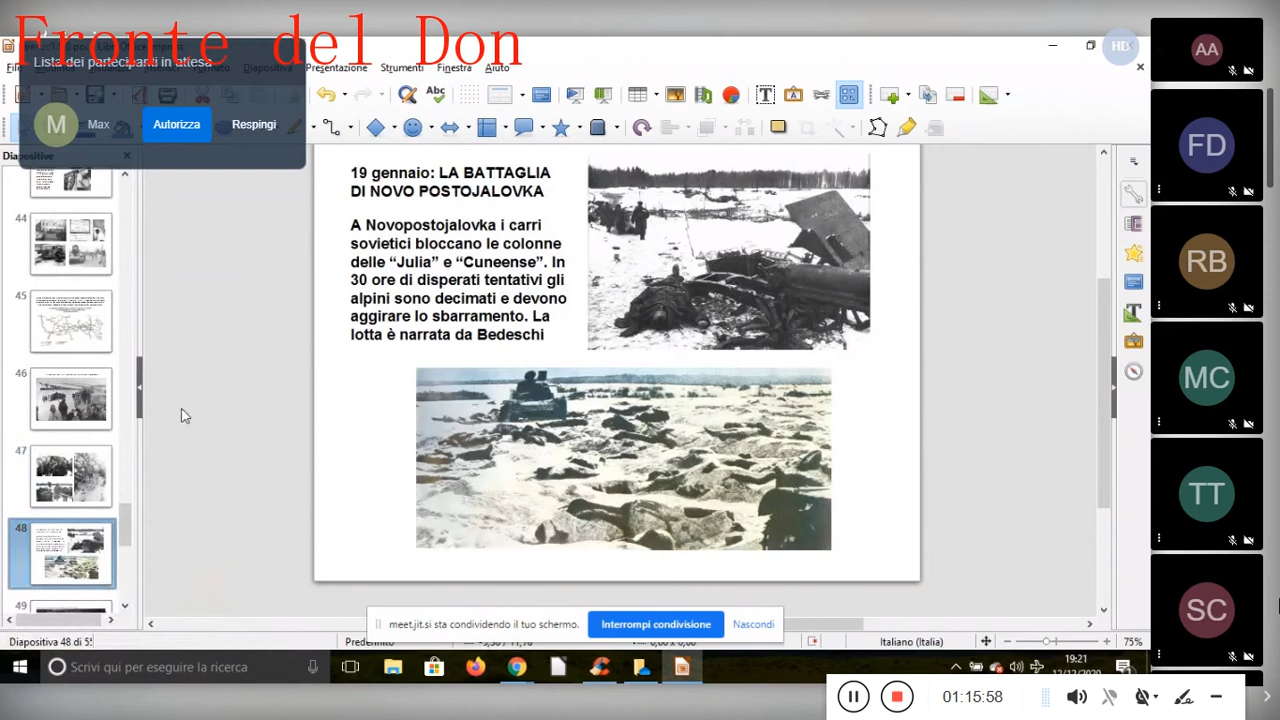 Fronte del Don
Lista dei partecipanti in attesa
M Max Autorizza Respingi
File Presentazione Strumenti Finestra Aiuto
HD
Diapositive
44
45
46
47
48
49
19 gennaio: LA BATTAGLIA
DI NOVO POSTOJALOVKA
A Novopostojalovka i carri
sovietici bloccano le colonne
delle “Julia” e “Cuneense”. In
30 ore di disperati tentativi gli
alpini sono decimati e devono
aggirare lo sbarramento. La
lotta è narrata da Bedeschi
AA
FD
RB
MC
TT
SC
meet.jit.si sta condividendo il tuo schermo. Interrompi condivisione Nascondi
Diapositiva 48 di 5 Predefinito Italiano (Italia) 75%
Scrivi qui per eseguire la ricerca
19:21
12/12/2020
01:15:58